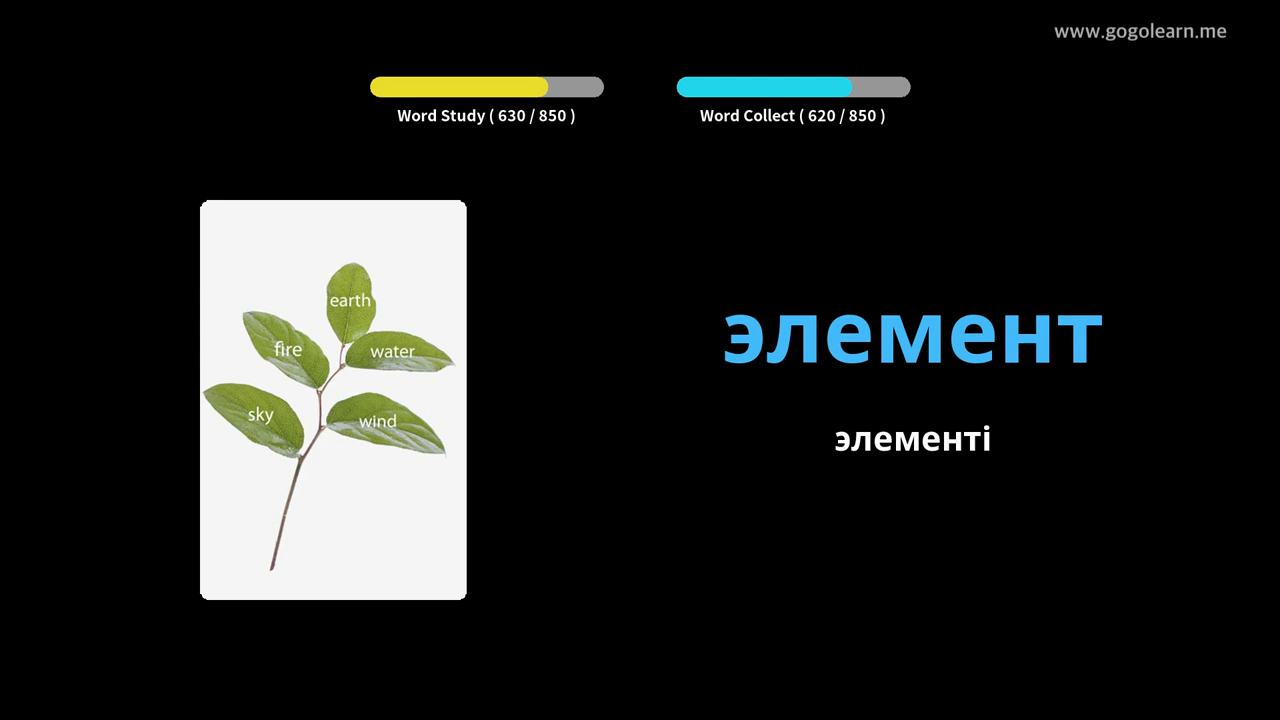 www.gogolearn.me
Word Study ( 630 / 850 )
Word Collect ( 620 / 850 )
earth
fire
water
sky
wind
элемент
элементі